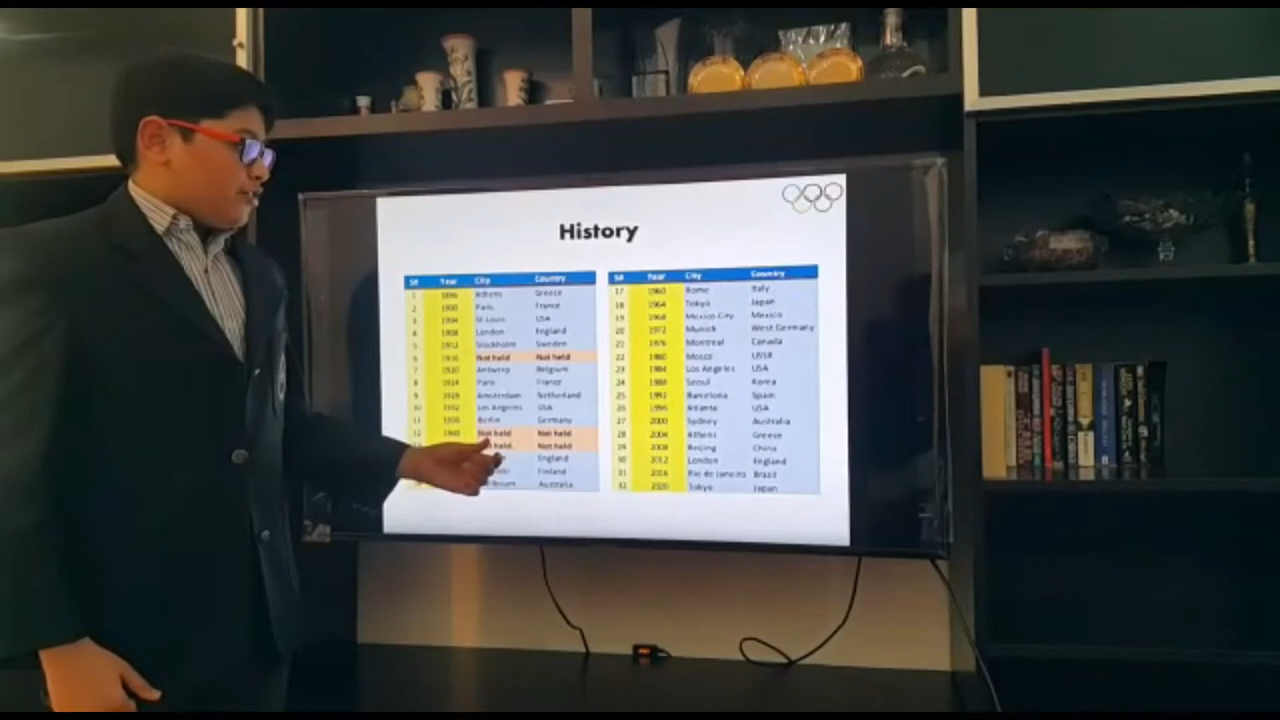 History
S# Year City Country
1 1896 Athens Greece
2 1900 Paris France
3 1904 St. Louis USA
4 1908 London England
5 1912 Stockholm Sweden
6 1916 Not held Not held
7 1920 Antwerp Belgium
8 1924 Paris France
9 1928 Amsterdam Netherland
10 1932 Los Angeles USA
11 1936 Berlin Germany
12 1940 Not held Not held
held Not held
England
Finland
Australia
S# Year City Country
17 1960 Rome Italy
18 1964 Tokyo Japan
19 1968 Mexico City Mexico
20 1972 Munich West Germany
21 1976 Montreal Canada
22 1980 Mosco USSR
23 1984 Los Angeles USA
24 1988 Seoul Korea
25 1992 Barcelona Spain
26 1996 Atlanta USA
27 2000 Sydney Australia
28 2004 Athens Greece
29 2008 Beijing China
30 2012 London England
31 2016 Rio de Janeiro Brazil
32 2020 Tokyo Japan